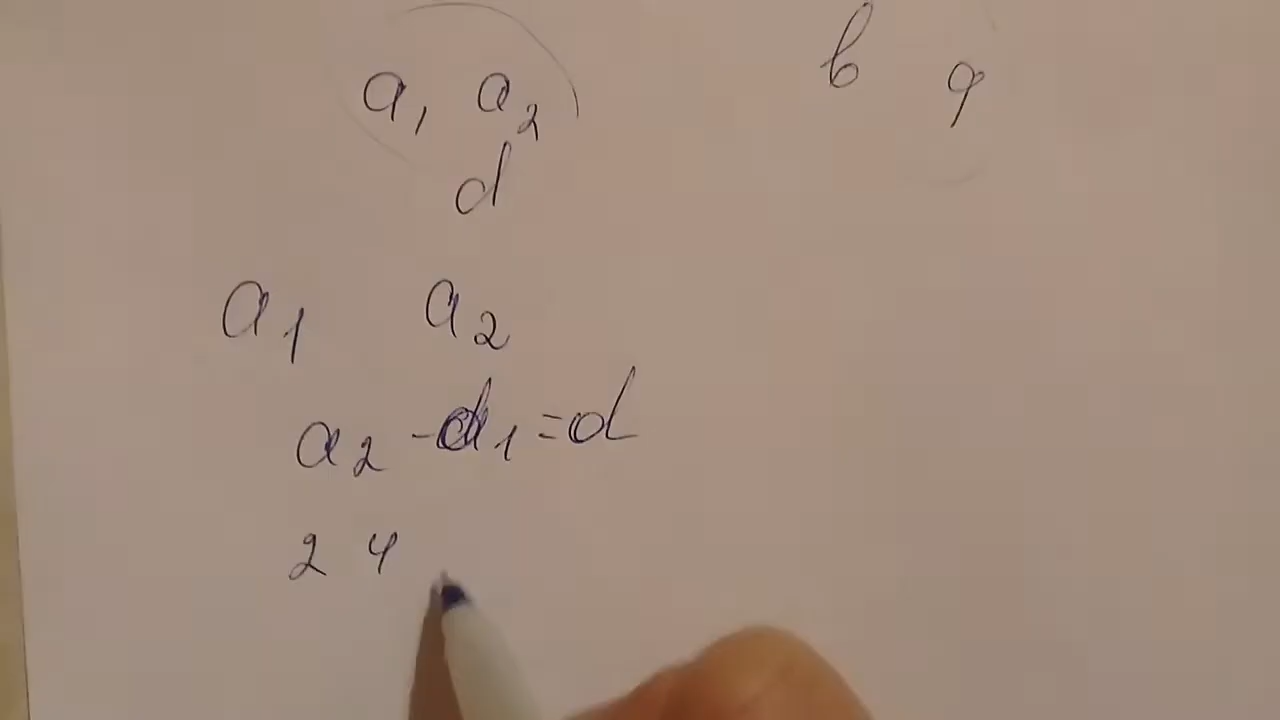 a₁ a₂ b q
d
a₁ a₂
a₂ - a₁ = d
2 4